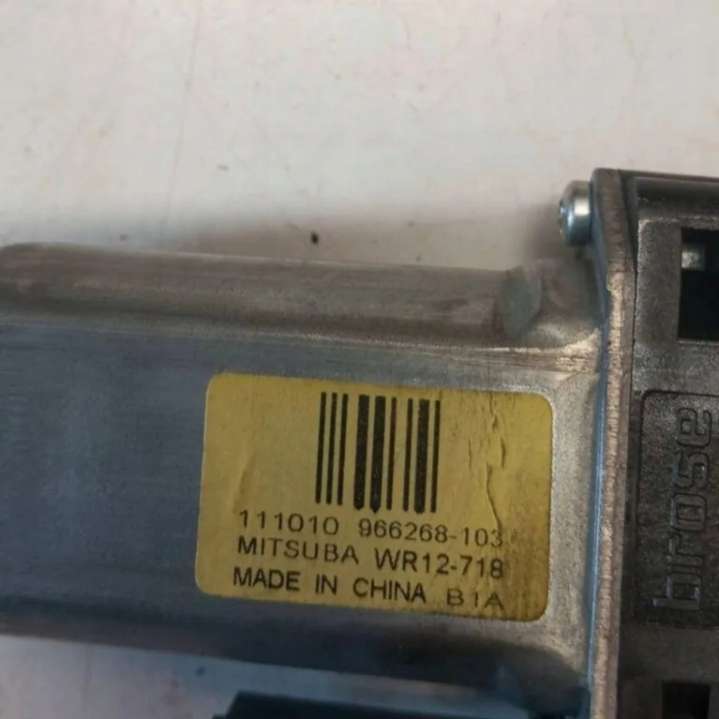 111010 966268-103
MITSUBA WR12-718
MADE IN CHINA B1A
brose